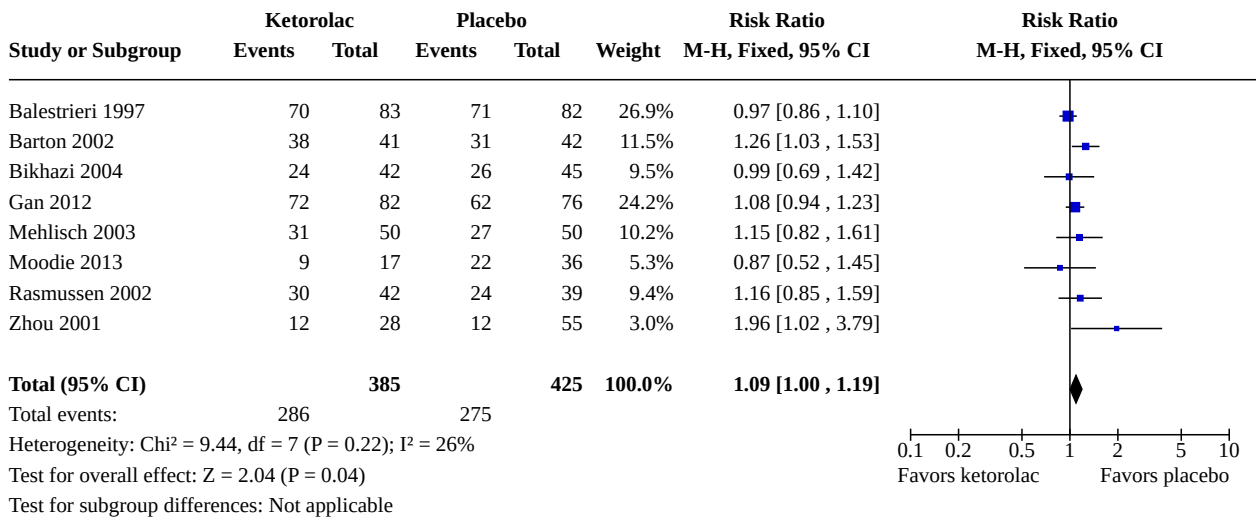 Ketorolac Placebo Risk Ratio Risk Ratio
Study or Subgroup Events Total Events Total Weight M-H, Fixed, 95% CI M-H, Fixed, 95% CI
Balestrieri 1997 70 83 71 82 26.9% 0.97 [0.86 , 1.10]
Barton 2002 38 41 31 42 11.5% 1.26 [1.03 , 1.53]
Bikhazi 2004 24 42 26 45 9.5% 0.99 [0.69 , 1.42]
Gan 2012 72 82 62 76 24.2% 1.08 [0.94 , 1.23]
Mehlisch 2003 31 50 27 50 10.2% 1.15 [0.82 , 1.61]
Moodie 2013 9 17 22 36 5.3% 0.87 [0.52 , 1.45]
Rasmussen 2002 30 42 24 39 9.4% 1.16 [0.85 , 1.59]
Zhou 2001 12 28 12 55 3.0% 1.96 [1.02 , 3.79]
Total (95% CI) 385 425 100.0% 1.09 [1.00 , 1.19]
Total events: 286 275
Heterogeneity: Chi² = 9.44, df = 7 (P = 0.22); I² = 26%
0.1 0.2 0.5 1 2 5 10
Test for overall effect: Z = 2.04 (P = 0.04) Favors ketorolac Favors placebo
Test for subgroup differences: Not applicable